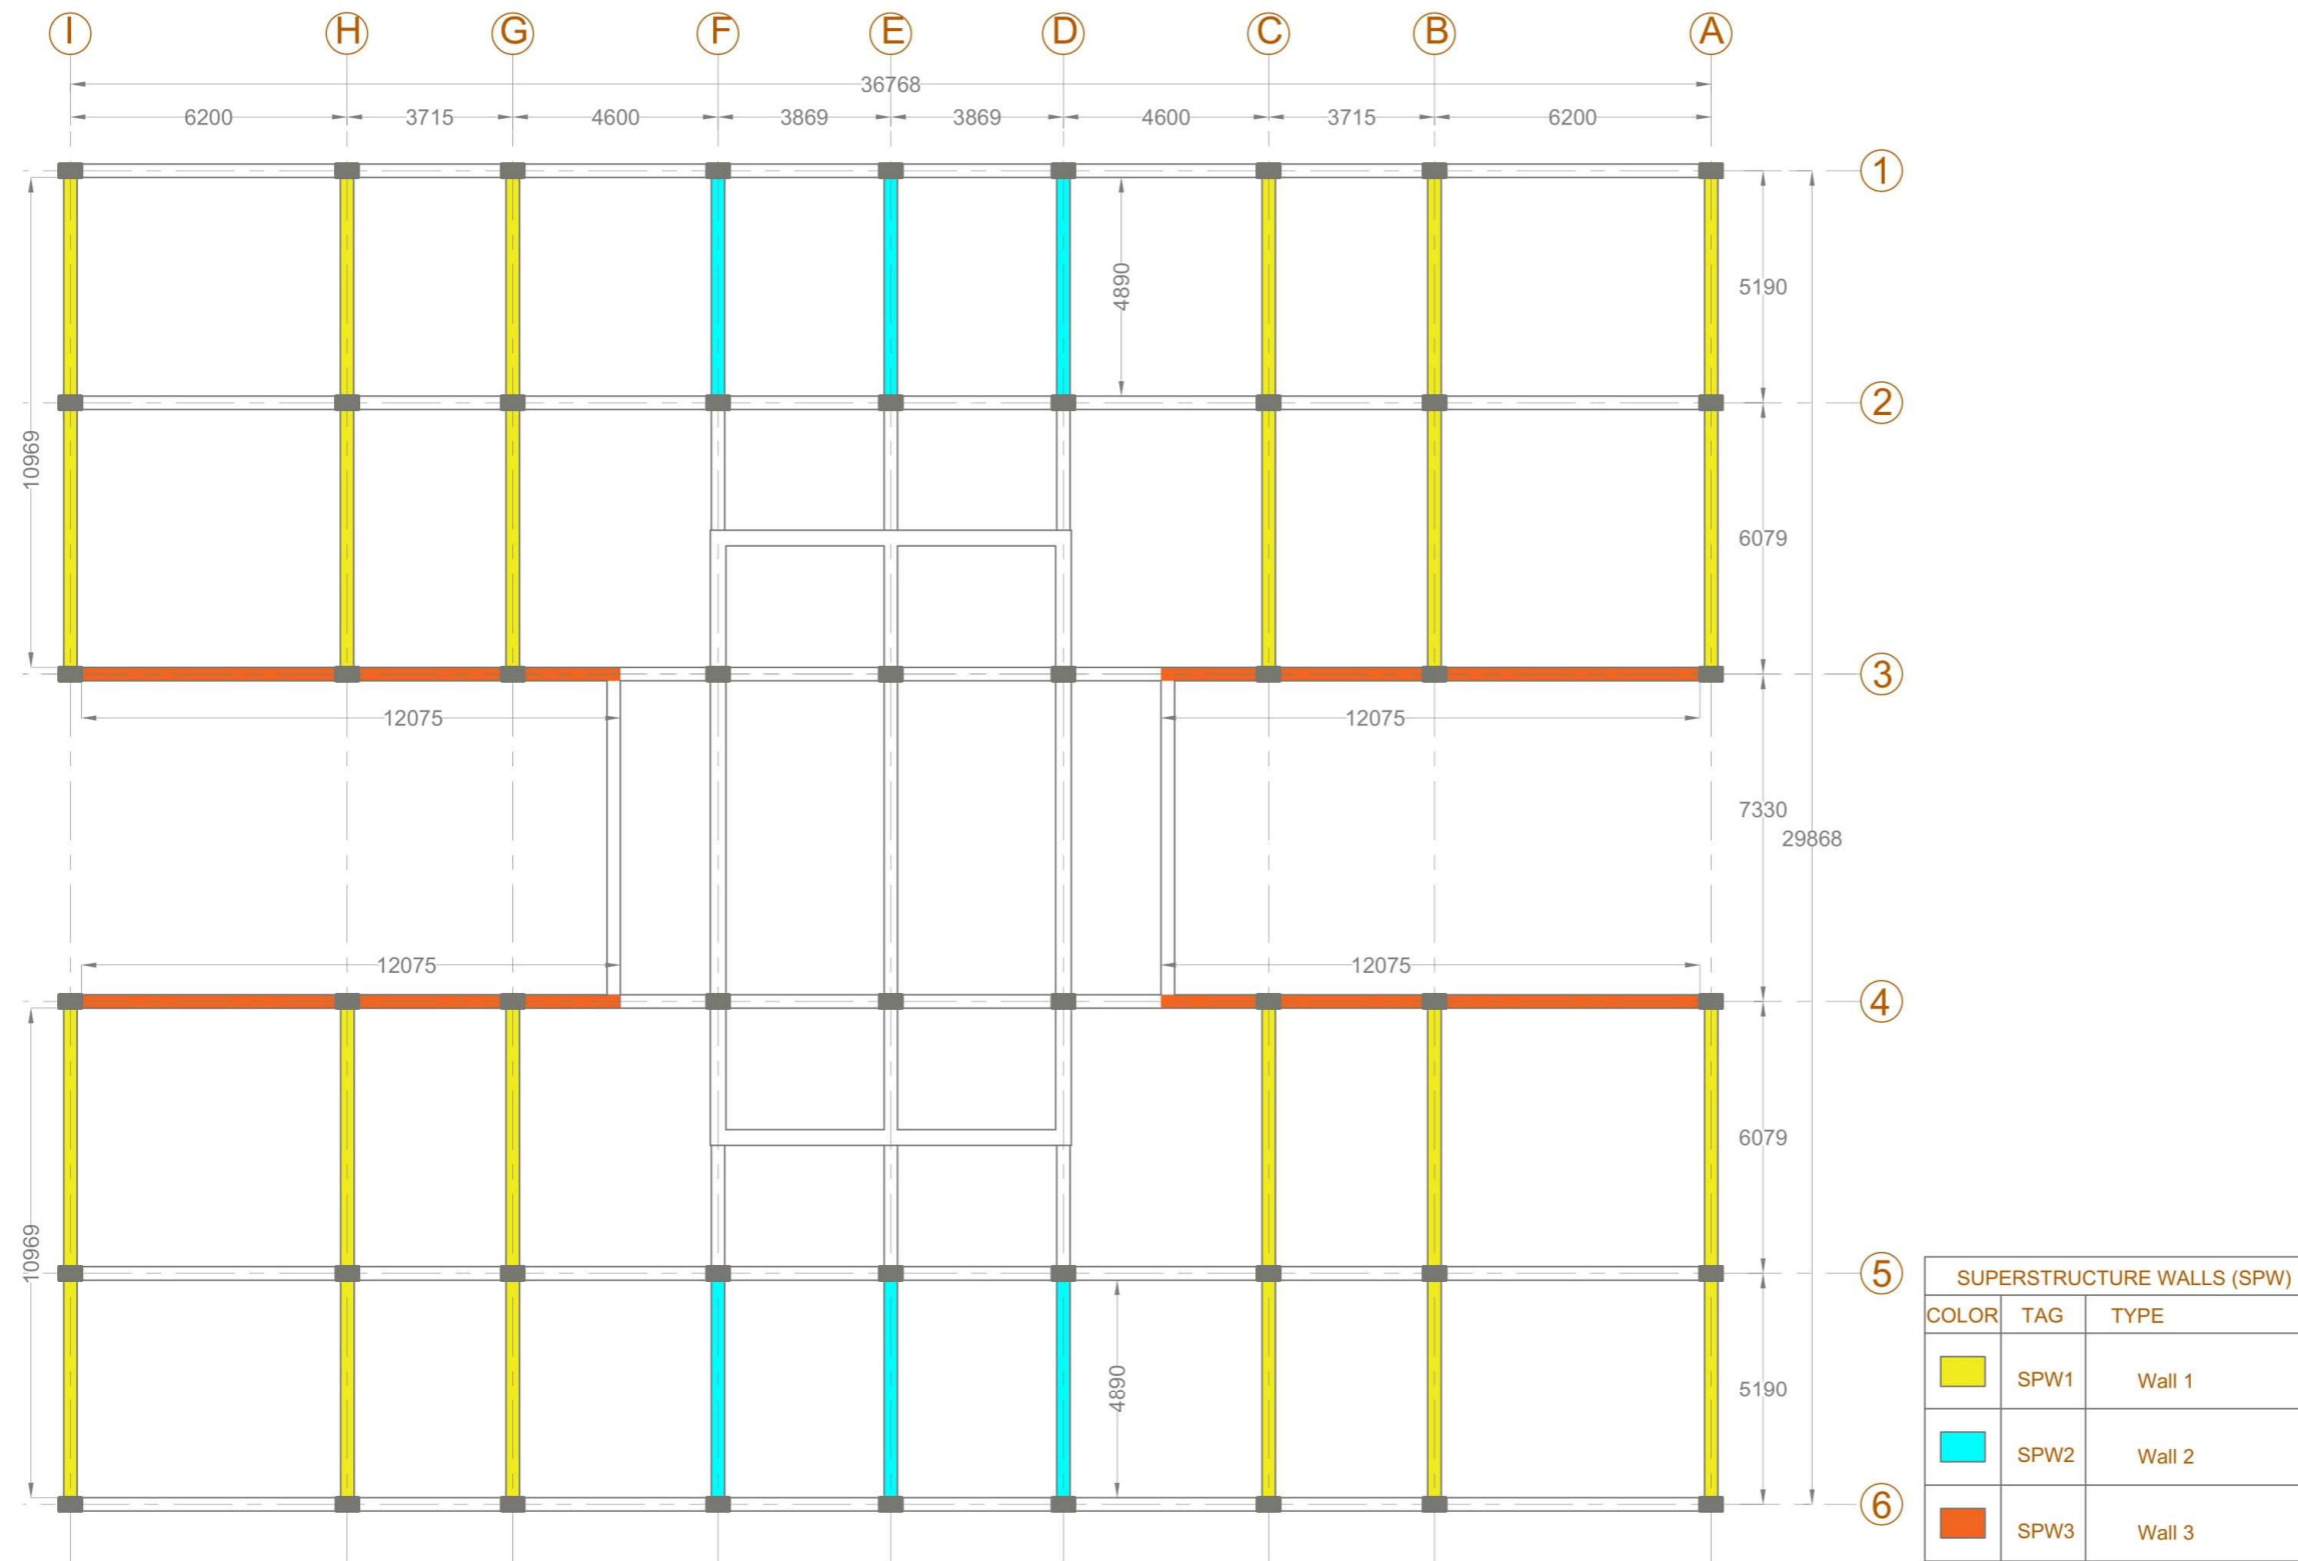 I H G F E D C B A
36768
6200 3715 4600 3869 3869 4600 3715 6200
1
4890
5190
2
10969
6079
3
12075 12075
7330
29868
12075 12075
4
6079
10969
5
4890
5190
6
SUPERSTRUCTURE WALLS (SPW)
COLOR TAG TYPE
SPW1 Wall 1
SPW2 Wall 2
SPW3 Wall 3